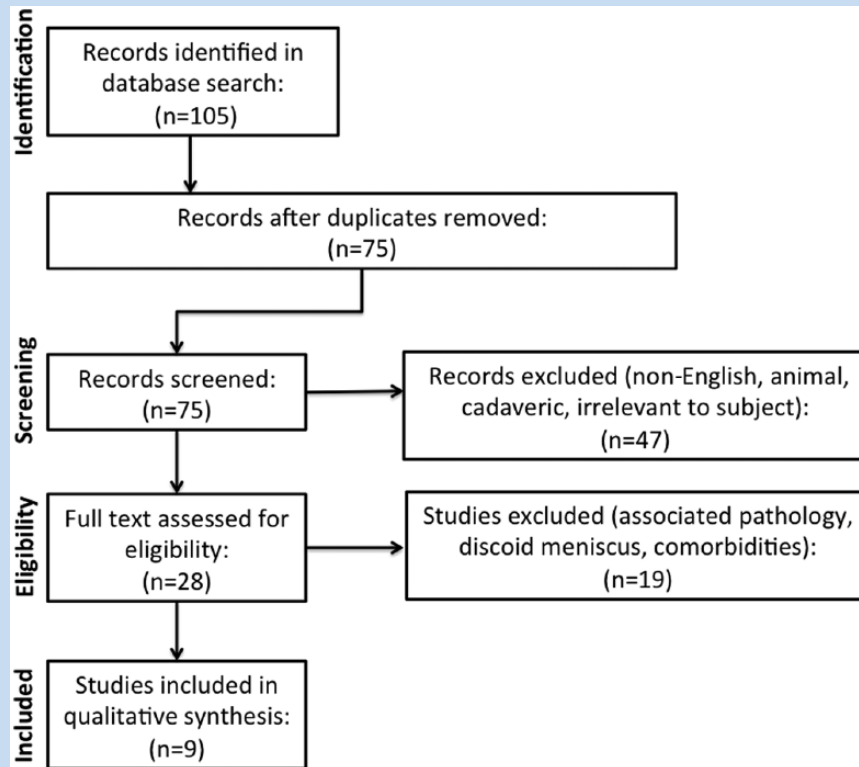 Identification
Records identified in
database search:
(n=105)
Records after duplicates removed:
(n=75)
Screening
Records screened:
(n=75)
Records excluded (non-English, animal,
cadaveric, irrelevant to subject):
(n=47)
Eligibility
Full text assessed for
eligibility:
(n=28)
Studies excluded (associated pathology,
discoid meniscus, comorbidities):
(n=19)
Included
Studies included in
qualitative synthesis:
(n=9)